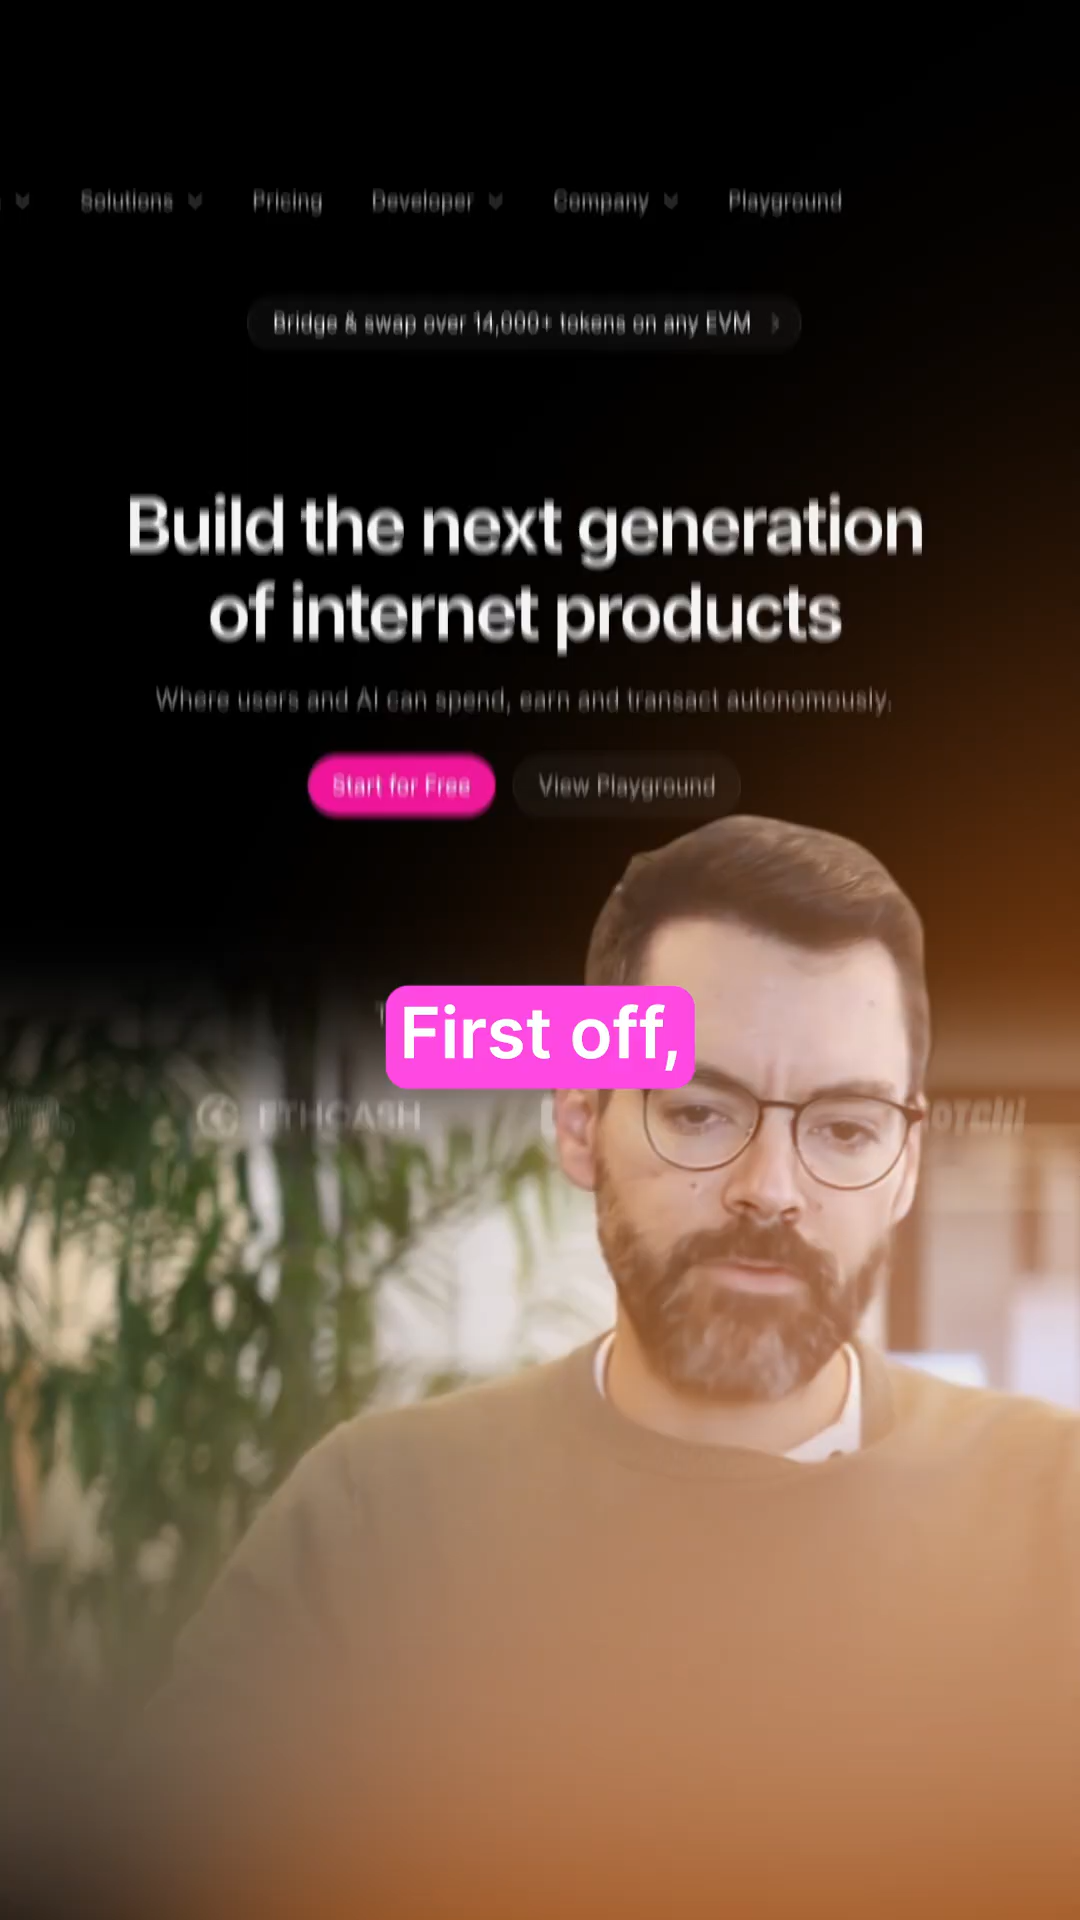 Solutions Pricing Developer Company Playground
Bridge & swap over 14,000+ tokens on any EVM
Build the next generation
of internet products
Where users and AI can spend, earn and transact autonomously.
Start for Free View Playground
First off,
ETHCASH